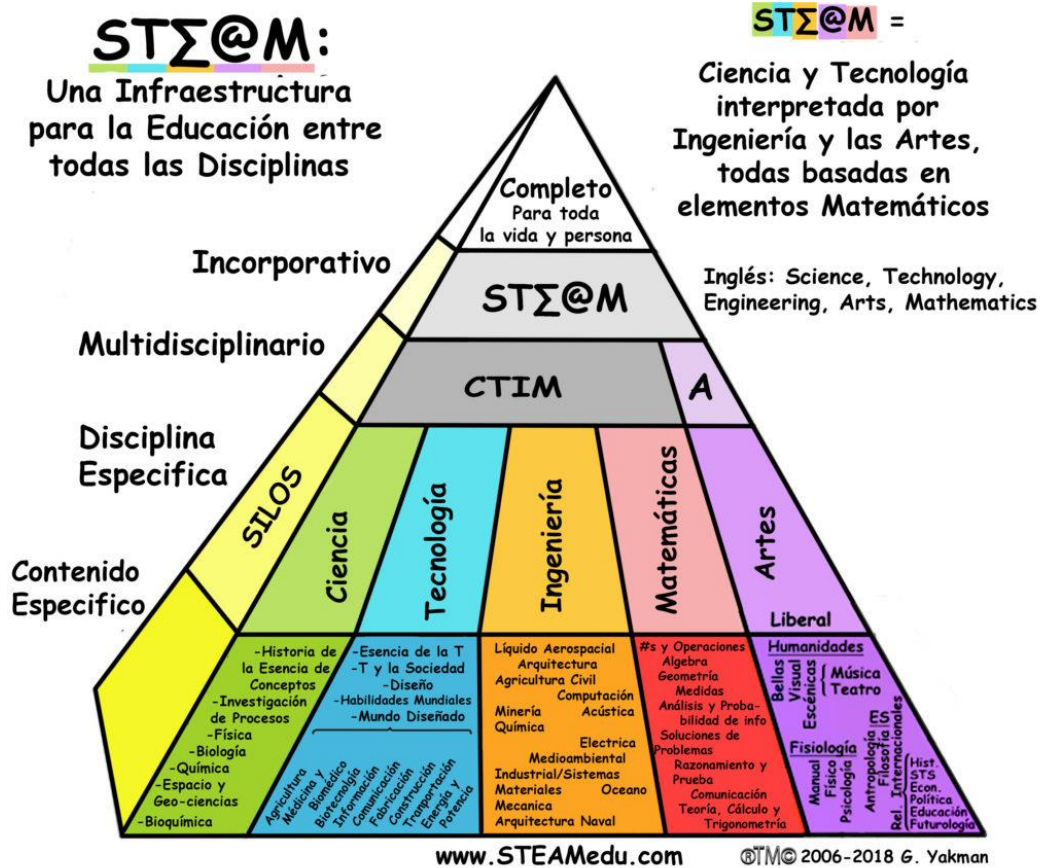 STΣ@M:
Una Infraestructura
para la Educación entre
todas las Disciplinas
STΣ@M =
Ciencia y Tecnología
interpretada por
Ingeniería y las Artes,
todas basadas en
elementos Matemáticos
Inglés: Science, Technology,
Engineering, Arts, Mathematics
Completo
Para toda
la vida y persona
Incorporativo
STΣ@M
Multidisciplinario
CTIM
A
Disciplina
Especifica
SILOS
Ciencia
Tecnología
Ingeniería
Matemáticas
Artes
Liberal
Contenido
Especifico
-Historia de
la Esencia de
Conceptos
-Investigación
de Procesos
-Física
-Biología
-Química
-Espacio y
Geo-ciencias
-Bioquímica
-Esencia de la T
-T y la Sociedad
-Diseño
-Habilidades Mundiales
-Mundo Diseñado
Agricultura
Médicina y
Biomédico
Biotecnología
Información
Comunicación
Fabricación
Construcción
Tranportación
Energía y
Potencia
Líquido Aerospacial
Arquitectura
Agricultura Civil
Computación
Minería Acústica
Química
Electrica
Medioambiental
Industrial/Sistemas
Materiales Oceano
Mecanica
Arquitectura Naval
#s y Operaciones
Algebra
Geometría
Medidas
Análisis y Proba-
bilidad de info
Soluciones de
Problemas
Razonamiento y
Prueba
Comunicación
Teoría, Cálculo y
Trigonometría
Humanidades
Bellas
Visual
Escénicas
Música
Teatro
Fisiología
Manual
Fisico
Psicología
Antropología
Filosofía
ES
Rel. Internacionales
Hist.
STS
Econ.
Política
Educación
Futurología
www.STEAMedu.com
®TM© 2006-2018 G. Yakman